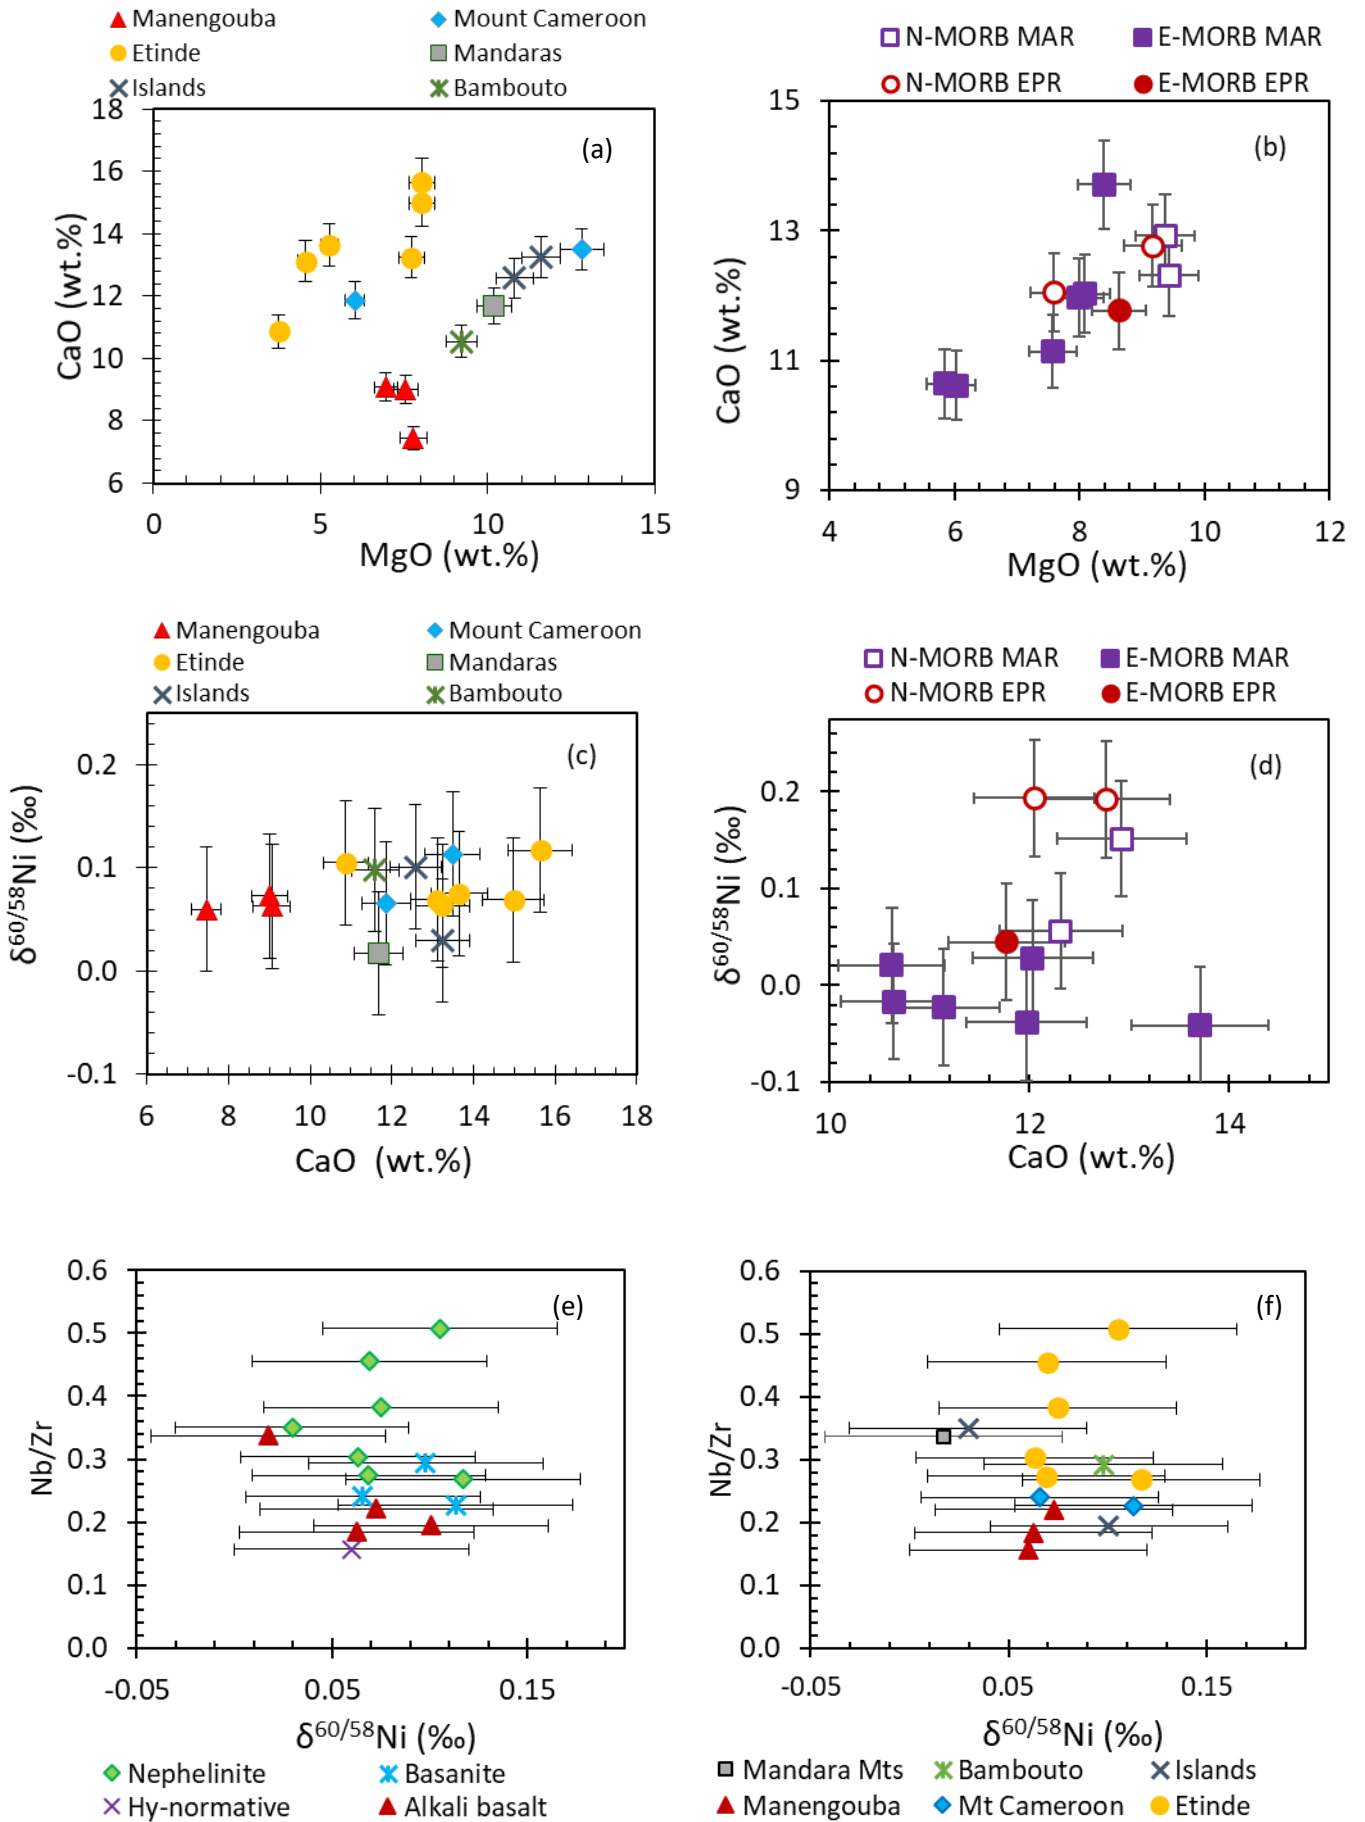 Manengouba Mount Cameroon
Etinde Mandaras
Islands Bambouto
18
16
14
12
10
8
6
CaO (wt.%)
(a)
0 5 10 15
MgO (wt.%)
N-MORB MAR E-MORB MAR
N-MORB EPR E-MORB EPR
15
13
11
9
CaO (wt.%)
(b)
4 6 8 10 12
MgO (wt.%)
Manengouba Mount Cameroon
Etinde Mandaras
Islands Bambouto
0.2
0.1
0.0
-0.1
δ60/58Ni (‰)
(c)
6 8 10 12 14 16 18
CaO (wt.%)
N-MORB MAR E-MORB MAR
N-MORB EPR E-MORB EPR
0.2
0.1
0.0
-0.1
δ60/58Ni (‰)
(d)
10 12 14
CaO (wt.%)
0.6
0.5
0.4
0.3
0.2
0.1
0.0
Nb/Zr
(e)
-0.05 0.05 0.15
δ60/58Ni (‰)
Nephelinite Basanite
Hy-normative Alkali basalt
0.6
0.5
0.4
0.3
0.2
0.1
0.0
Nb/Zr
(f)
-0.05 0.05 0.15
δ60/58Ni (‰)
Mandara Mts Bambouto Islands
Manengouba Mt Cameroon Etinde